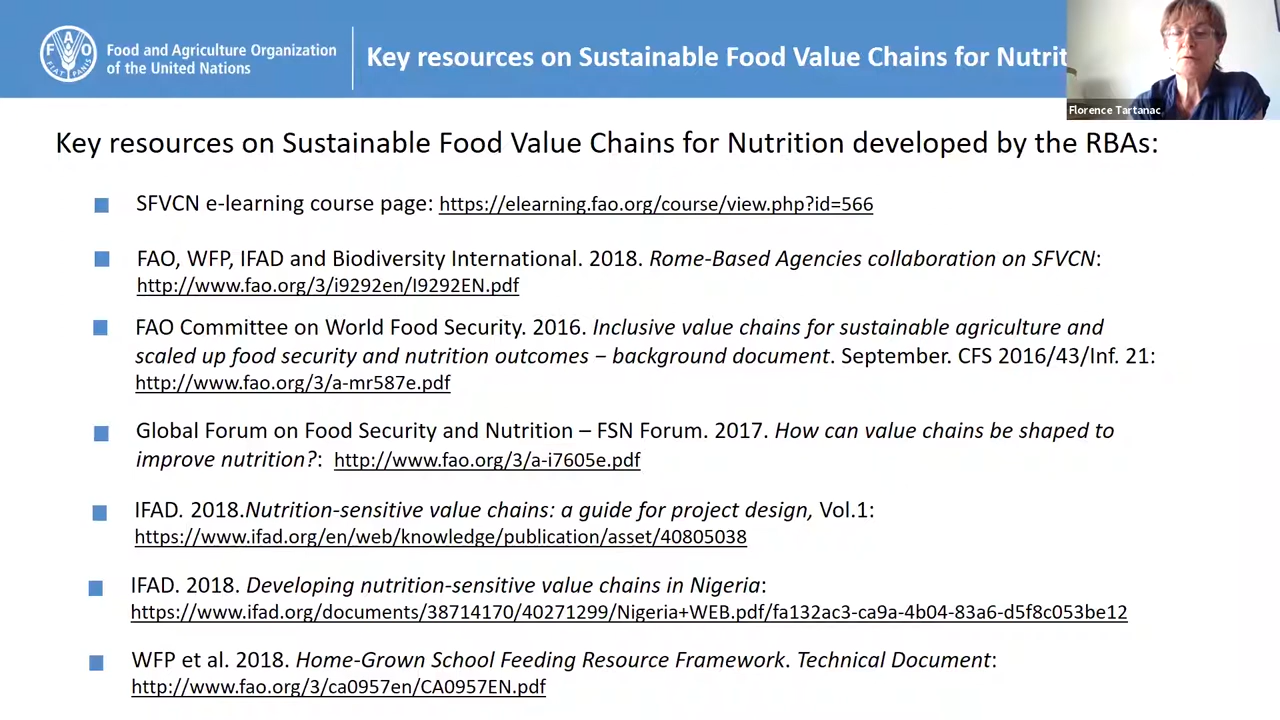 Food and Agriculture Organization
of the United Nations
Key resources on Sustainable Food Value Chains for Nutrit
Florence Tartanac
Key resources on Sustainable Food Value Chains for Nutrition developed by the RBAs:
SFVCN e-learning course page: https://elearning.fao.org/course/view.php?id=566
FAO, WFP, IFAD and Biodiversity International. 2018. Rome-Based Agencies collaboration on SFVCN:
http://www.fao.org/3/i9292en/I9292EN.pdf
FAO Committee on World Food Security. 2016. Inclusive value chains for sustainable agriculture and
scaled up food security and nutrition outcomes – background document. September. CFS 2016/43/Inf. 21:
http://www.fao.org/3/a-mr587e.pdf
Global Forum on Food Security and Nutrition – FSN Forum. 2017. How can value chains be shaped to
improve nutrition?: http://www.fao.org/3/a-i7605e.pdf
IFAD. 2018.Nutrition-sensitive value chains: a guide for project design, Vol.1:
https://www.ifad.org/en/web/knowledge/publication/asset/40805038
IFAD. 2018. Developing nutrition-sensitive value chains in Nigeria:
https://www.ifad.org/documents/38714170/40271299/Nigeria+WEB.pdf/fa132ac3-ca9a-4b04-83a6-d5f8c053be12
WFP et al. 2018. Home-Grown School Feeding Resource Framework. Technical Document:
http://www.fao.org/3/ca0957en/CA0957EN.pdf